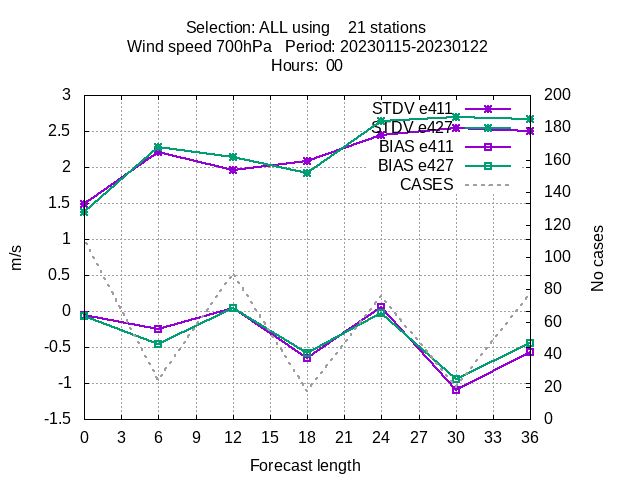 Selection: ALL using 21 stations
Wind speed 700hPa Period: 20230115-20230122
Hours: 00
3 200
STDV e411
2.5 180
STDV e427
BIAS e411
2 160
BIAS e427
CASES
1.5 140
120
1 100
0.5 80
0 60
-0.5 40
-1 20
-1.5 0
m/s
No cases
0 3 6 9 12 15 18 21 24 27 30 33 36
Forecast length